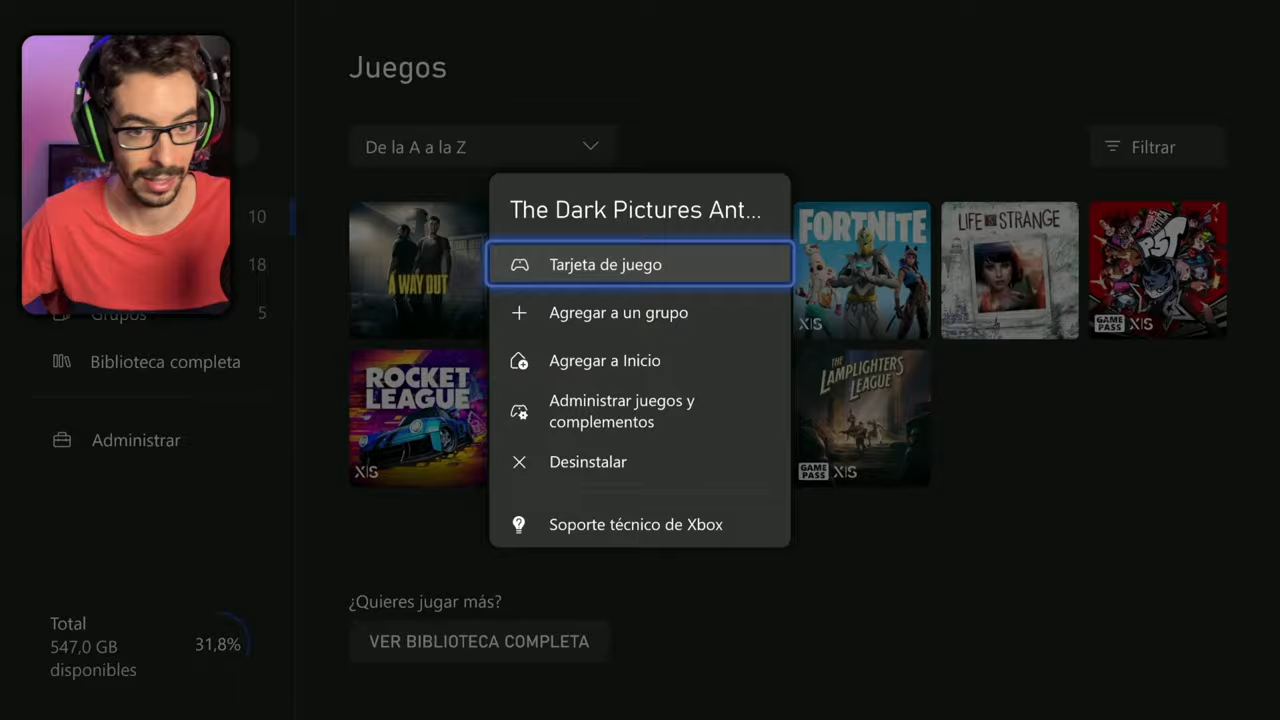 Juegos
De la A a la Z
Filtrar
10
18
Grupos
5
Biblioteca completa
Administrar
Total
547,0 GB
disponibles
31,8%
A WAY OUT
FORTNITE
X|S
LIFE IS STRANGE
GAME PASS X|S
ROCKET LEAGUE
X|S
THE LAMPLIGHTERS LEAGUE
GAME PASS X|S
The Dark Pictures Ant...
Tarjeta de juego
Agregar a un grupo
Agregar a Inicio
Administrar juegos y
complementos
Desinstalar
Soporte técnico de Xbox
¿Quieres jugar más?
VER BIBLIOTECA COMPLETA